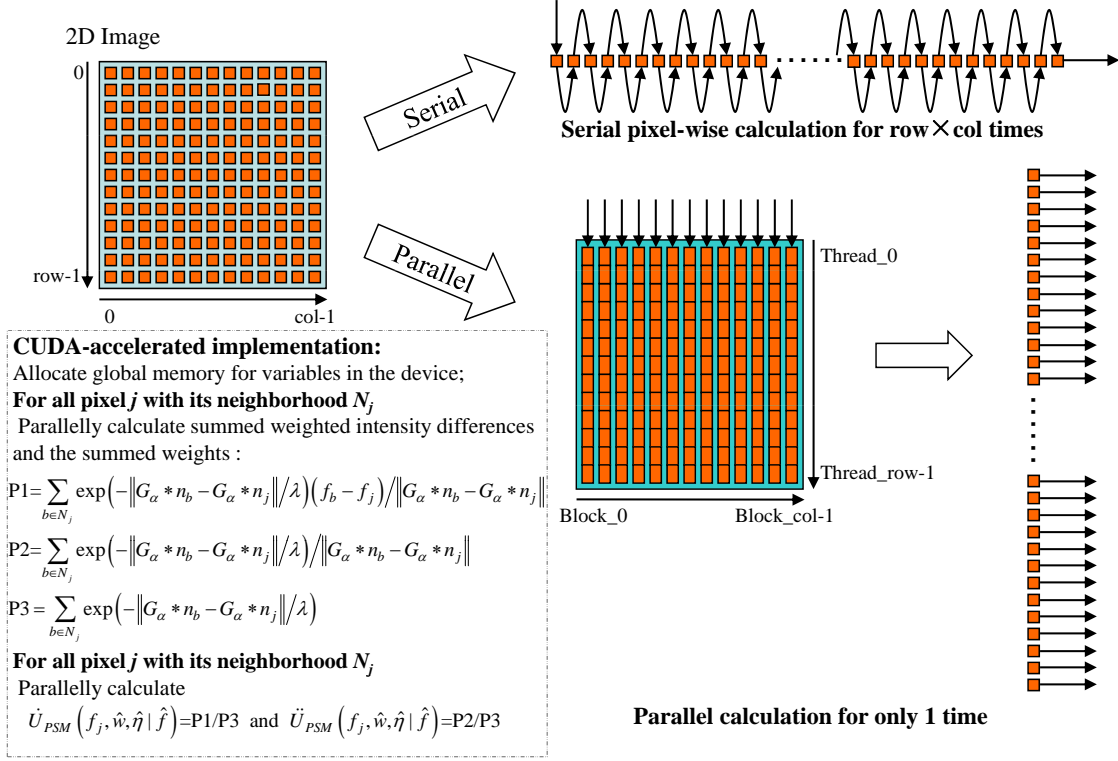 2D Image
0
row-1
0
col-1
Serial
Parallel
Serial pixel-wise calculation for row×col times
Thread_0
Thread_row-1
Block_0
Block_col-1
Parallel calculation for only 1 time
CUDA-accelerated implementation:
Allocate global memory for variables in the device;
For all pixel j with its neighborhood N_j
Parallelly calculate summed weighted intensity differences
and the summed weights :
P1=∑_{b∈N_j} exp(-‖G_α * n_b - G_α * n_j‖/λ)(f_b - f_j)/‖G_α * n_b - G_α * n_j‖
P2=∑_{b∈N_j} exp(-‖G_α * n_b - G_α * n_j‖/λ)/‖G_α * n_b - G_α * n_j‖
P3=∑_{b∈N_j} exp(-‖G_α * n_b - G_α * n_j‖/λ)
For all pixel j with its neighborhood N_j
Parallelly calculate
U̇_{PSM}(f_j, ŵ, η̂ | f̂)=P1/P3 and Ü_{PSM}(f_j, ŵ, η̂ | f̂)=P2/P3